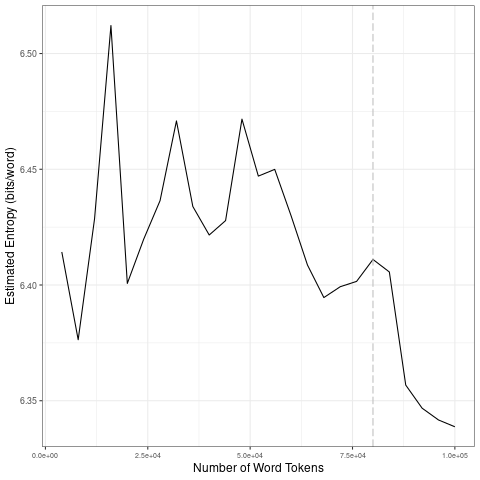 Estimated Entropy (bits/word)
6.50
6.45
6.40
6.35
0.0e+00 2.5e+04 5.0e+04 7.5e+04 1.0e+05
Number of Word Tokens